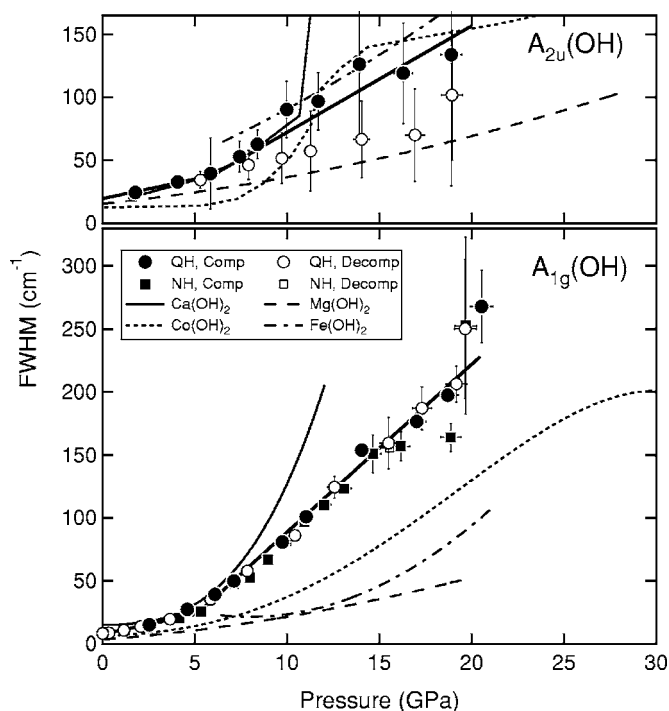 A2u(OH)
150
100
50
0
A1g(OH)
QH, Comp QH, Decomp
NH, Comp NH, Decomp
Ca(OH)2 Mg(OH)2
Co(OH)2 Fe(OH)2
300
250
200
150
100
50
0
FWHM (cm-1)
0 5 10 15 20 25 30
Pressure (GPa)